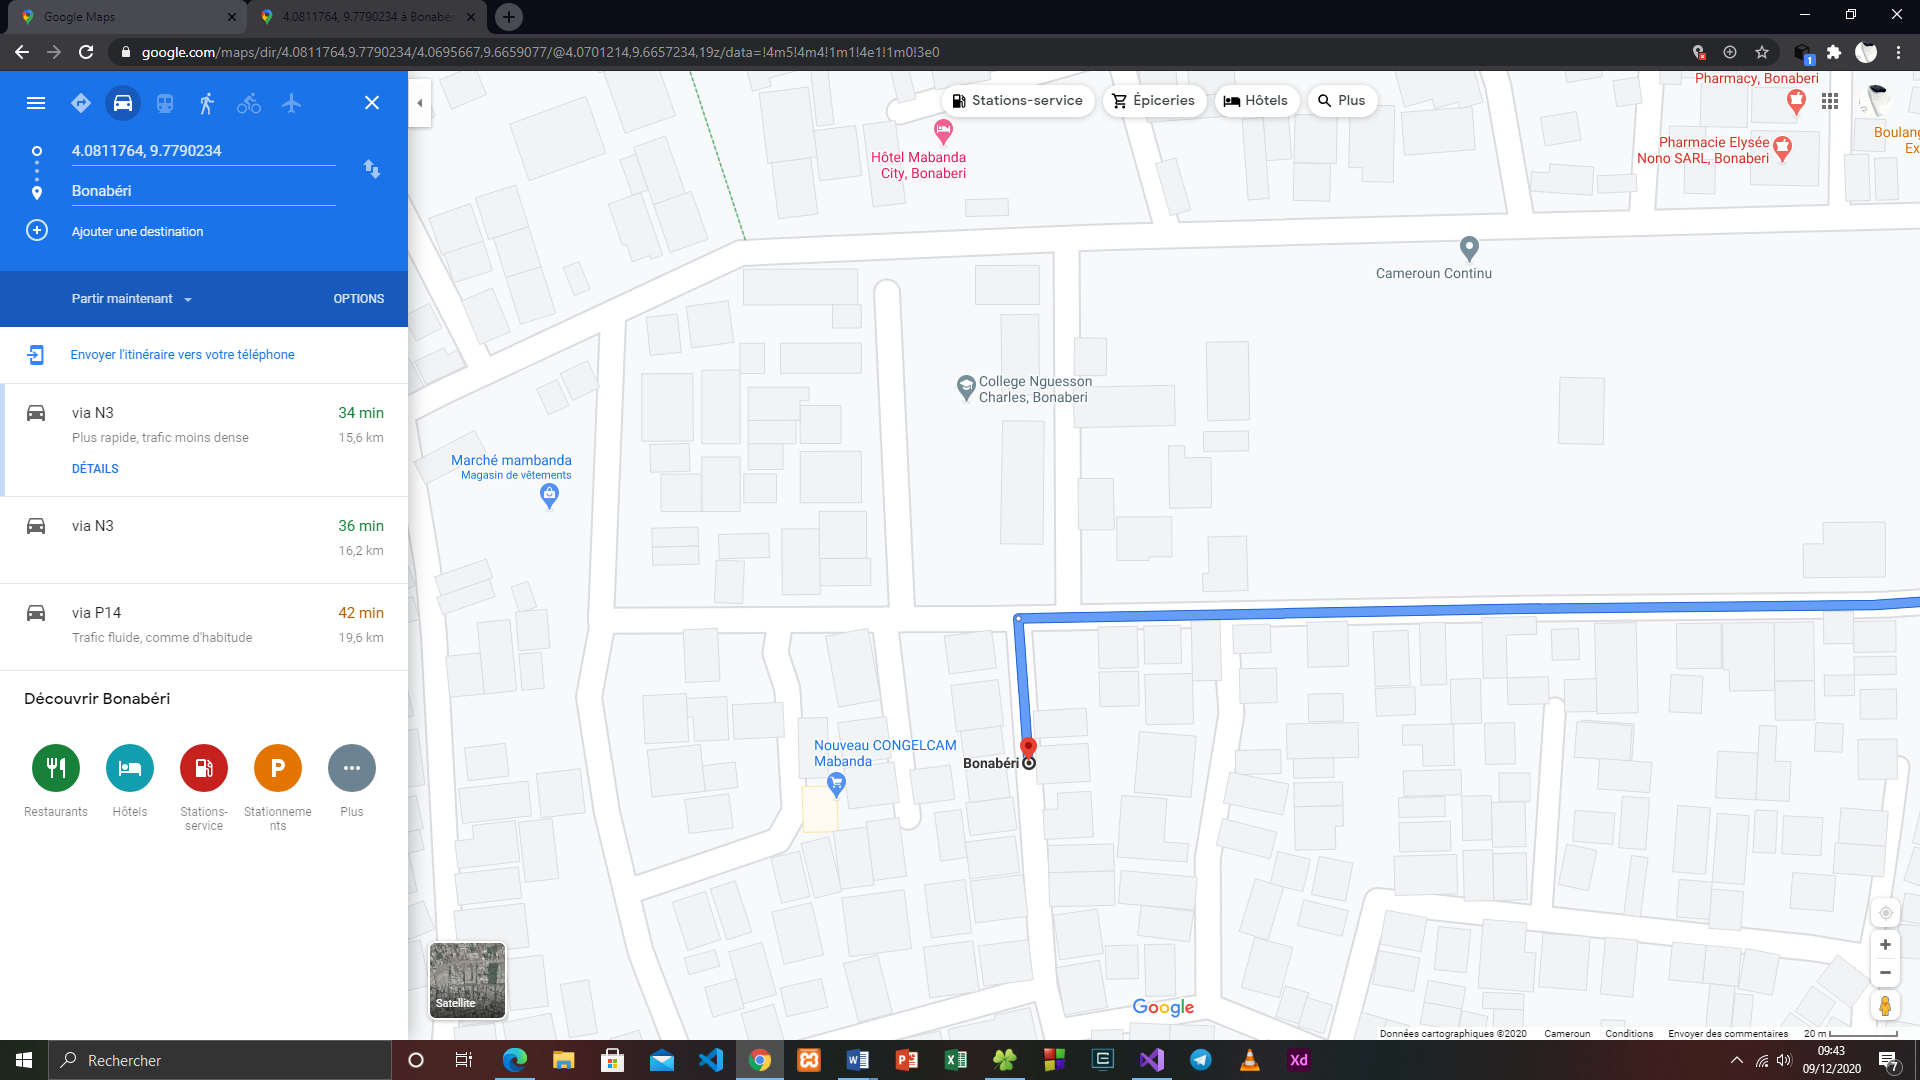 Google Maps
4.0811764, 9.7790234 à Bonabéri
google.com/maps/dir/4.0811764,9.7790234/4.0695667,9.6659077/@4.0701214,9.6657234,19z/data=!4m5!4m4!1m1!4e1!1m0!3e0
1
4.0811764, 9.7790234
Bonabéri
Ajouter une destination
Partir maintenant
OPTIONS
Envoyer l'itinéraire vers votre téléphone
via N3
34 min
Plus rapide, trafic moins dense
15,6 km
DÉTAILS
via N3
36 min
16,2 km
via P14
42 min
Trafic fluide, comme d'habitude
19,6 km
Découvrir Bonabéri
P
Restaurants
Hôtels
Stations-
service
Stationneme
nts
Plus
Stations-service
Épiceries
Hôtels
Plus
Pharmacy, Bonaberi
Hôtel Mabanda
City, Bonaberi
Pharmacie Elysée
Nono SARL, Bonaberi
Boulang
Ex
Cameroun Continu
College Nguesson
Charles, Bonaberi
Marché mambanda
Magasin de vêtements
Nouveau CONGELCAM
Mabanda
Bonabéri
Satellite
Google
Données cartographiques ©2020
Cameroun
Conditions
Envoyer des commentaires
20 m
Rechercher
Xd
09:43
09/12/2020
7